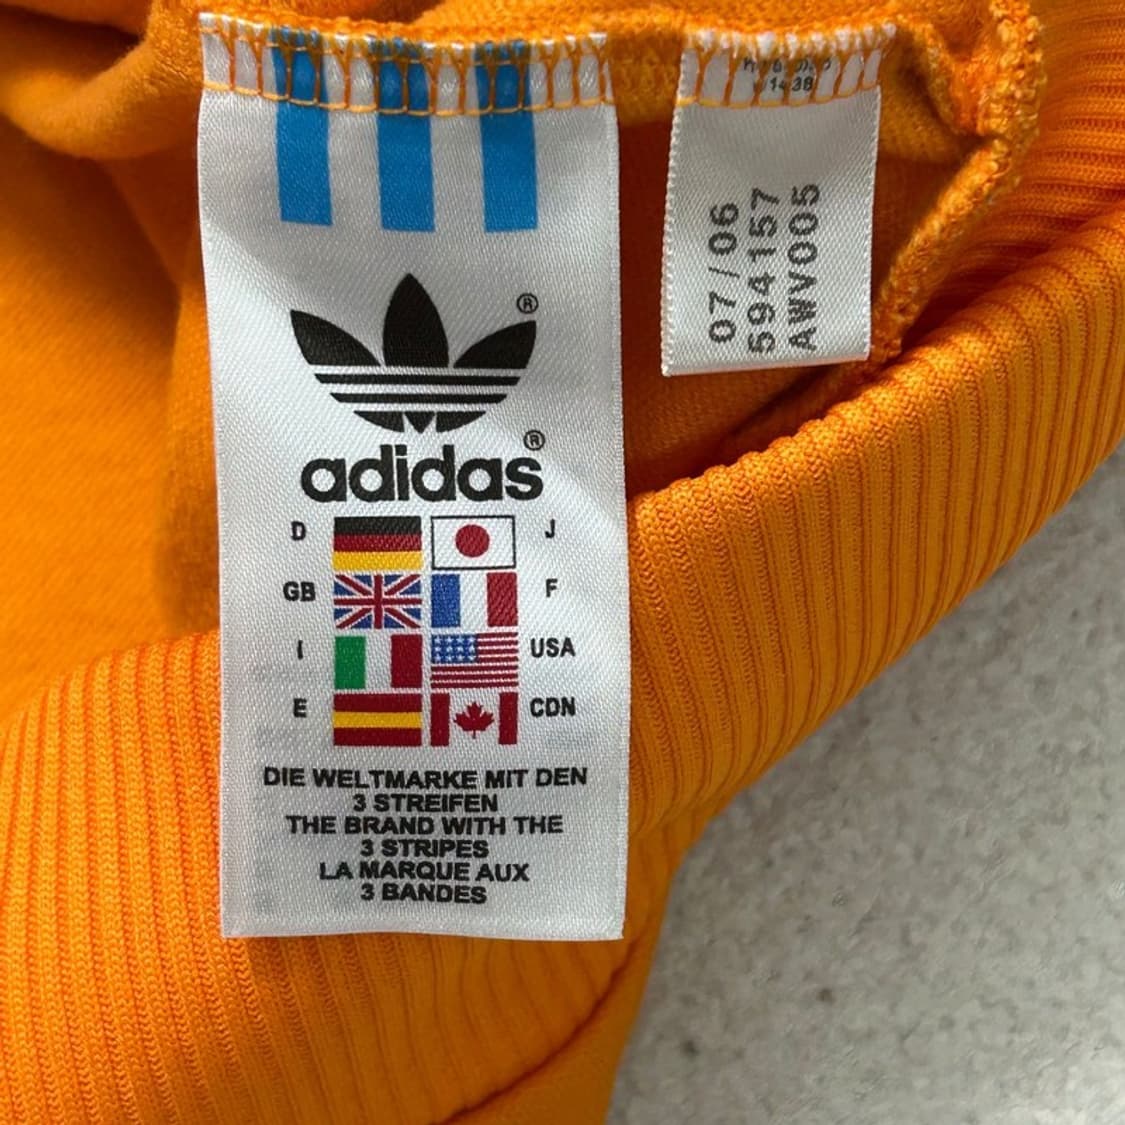 ®
adidas®
D J
GB F
I USA
E CDN
DIE WELTMARKE MIT DEN
3 STREIFEN
THE BRAND WITH THE
3 STRIPES
LA MARQUE AUX
3 BANDES
07/06
594157
AWV005